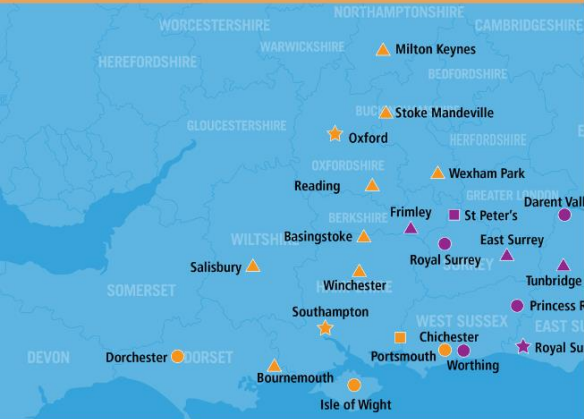 NORTHAMPTONSHIRE
WORCESTERSHIRE
CAMBRIDGESHIRE
WARWICKSHIRE
Milton Keynes
HEREFORDSHIRE
BEDFORDSHIRE
Stoke Mandeville
GLOUCESTERSHIRE
Oxford
HERFORDSHIRE
OXFORDSHIRE
Wexham Park
Reading
GREATER LONDON
Darent Vall
Frimley
St Peter's
BERKSHIRE
Basingstoke
WILTSHIRE
East Surrey
Royal Surrey
SURREY
Salisbury
Tunbridge
Winchester
SOMERSET
Princess R
Southampton
WEST SUSSEX
EAST SU
Chichester
Royal Su
DEVON
Dorchester
DORSET
Portsmouth
Worthing
Bournemouth
Isle of Wight